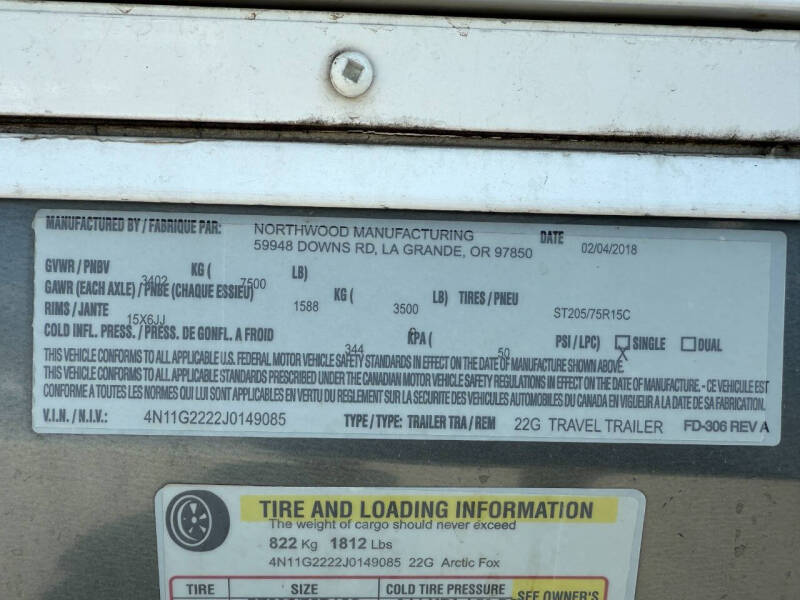 MANUFACTURED BY / FABRIQUE PAR: NORTHWOOD MANUFACTURING DATE 02/04/2018
59948 DOWNS RD, LA GRANDE, OR 97850
GVWR / PNBV 3402 KG ( 7500 LB)
GAWR (EACH AXLE) / PNBE (CHAQUE ESSIEU) 1588 KG ( 3500 LB) TIRES / PNEU ST205/75R15C
RIMS / JANTE 15X6JJ
COLD INFL. PRESS. / PRESS. DE GONFL. A FROID 344 KPA ( 50 PSI / LPC) X SINGLE DUAL
THIS VEHICLE CONFORMS TO ALL APPLICABLE U.S. FEDERAL MOTOR VEHICLE SAFETY STANDARDS IN EFFECT ON THE DATE OF MANUFACTURE SHOWN ABOVE.
THIS VEHICLE CONFORMS TO ALL APPLICABLE STANDARDS PRESCRIBED UNDER THE CANADIAN MOTOR VEHICLE SAFETY REGULATIONS IN EFFECT ON THE DATE OF MANUFACTURE. - CE VEHICULE EST
CONFORME A TOUTES LES NORMES QUI LUI SONT APPLICABLES EN VERTU DU REGLEMENT SUR LA SECURITE DES VEHICULES AUTOMOBILES DU CANADA EN VIGUEUR A LA DATE DE SA FABRICATION.
V.I.N. / N.I.V.: 4N11G2222J0149085 TYPE / TYPE: TRAILER TRA / REM 22G TRAVEL TRAILER FD-306 REV A
TIRE AND LOADING INFORMATION
The weight of cargo should never exceed
822 Kg 1812 Lbs
4N11G2222J0149085 22G Arctic Fox
TIRE SIZE COLD TIRE PRESSURE SEE OWNER'S